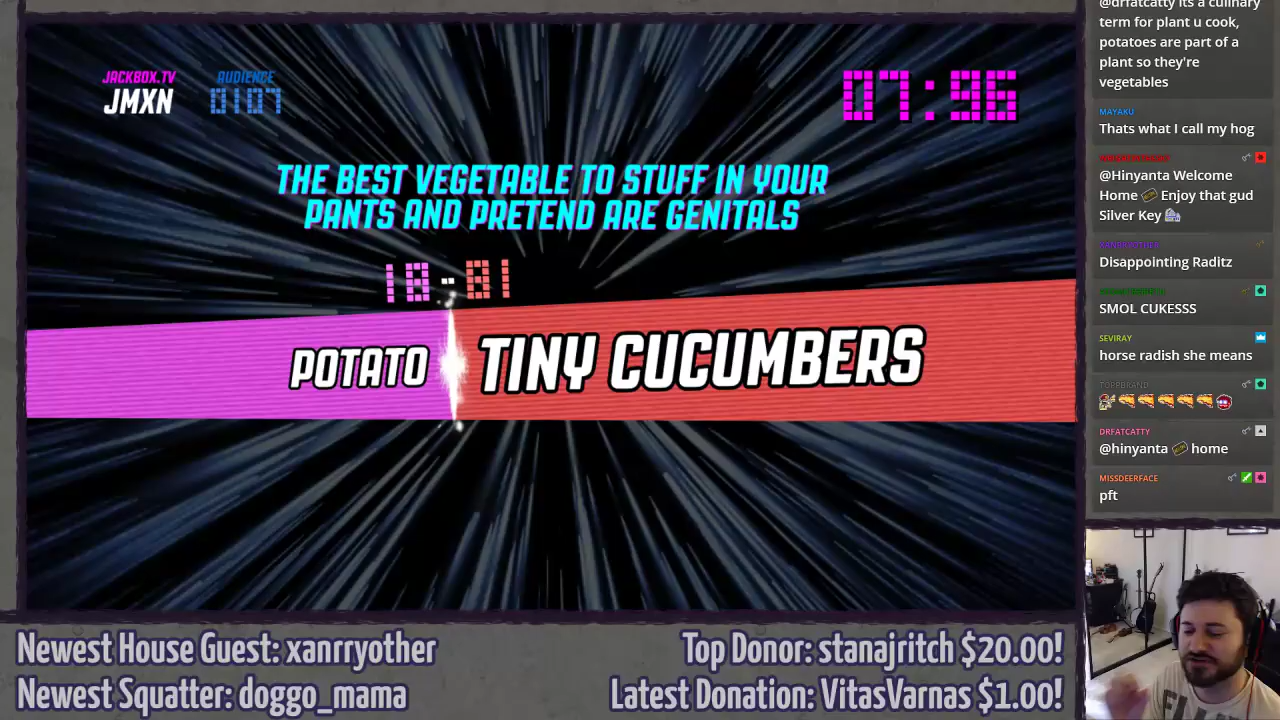 JACKBOX.TV
JMXN
AUDIENCE
0107
07:96
THE BEST VEGETABLE TO STUFF IN YOUR
PANTS AND PRETEND ARE GENITALS
18-81
POTATO
TINY CUCUMBERS
@drfatcatty its a culinary
term for plant u cook,
potatoes are part of a
plant so they're
vegetables
MAYAKU
Thats what I call my hog
@Hinyanta Welcome
Home Enjoy that gud
Silver Key
XANRRYOTHER
Disappointing Raditz
SMOL CUKESSS
SEVIRAY
horse radish she means
TOPPBRAND
DRFATCATTY
@hinyanta home
MISSDEERFACE
pft
Newest House Guest: xanrryother
Newest Squatter: doggo_mama
Top Donor: stanajritch $20.00!
Latest Donation: VitasVarnas $1.00!